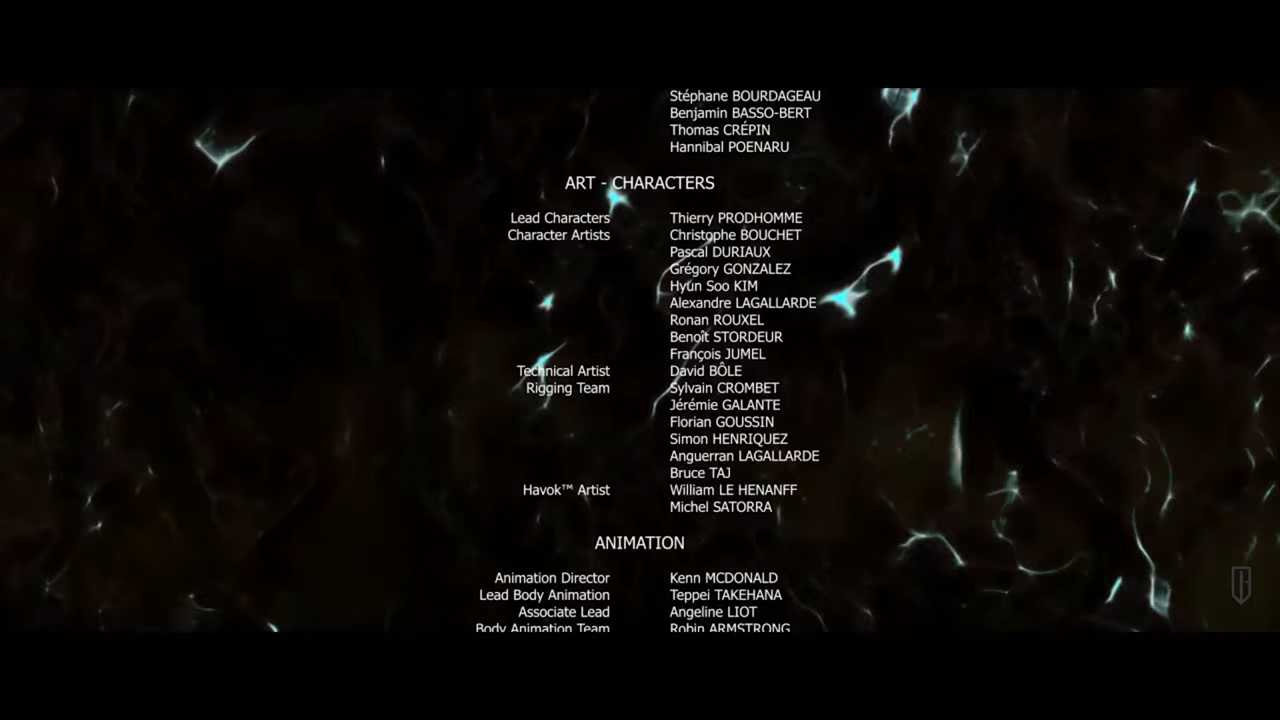 Stéphane BOURDAGEAU
Benjamin BASSO-BERT
Thomas CRÉPIN
Hannibal POENARU
ART - CHARACTERS
Lead Characters Thierry PRODHOMME
Character Artists Christophe BOUCHET
Pascal DURIAUX
Grégory GONZALEZ
Hyun Soo KIM
Alexandre LAGALLARDE
Ronan ROUXEL
Benoît STORDEUR
François JUMEL
Technical Artist David BÔLE
Rigging Team Sylvain CROMBET
Jérémie GALANTE
Florian GOUSSIN
Simon HENRIQUEZ
Anguerran LAGALLARDE
Bruce TAJ
Havok™ Artist William LE HENANFF
Michel SATORRA
ANIMATION
Animation Director Kenn MCDONALD
Lead Body Animation Teppei TAKEHANA
Associate Lead Angeline LIOT
Body Animation Team Robin ARMSTRONG